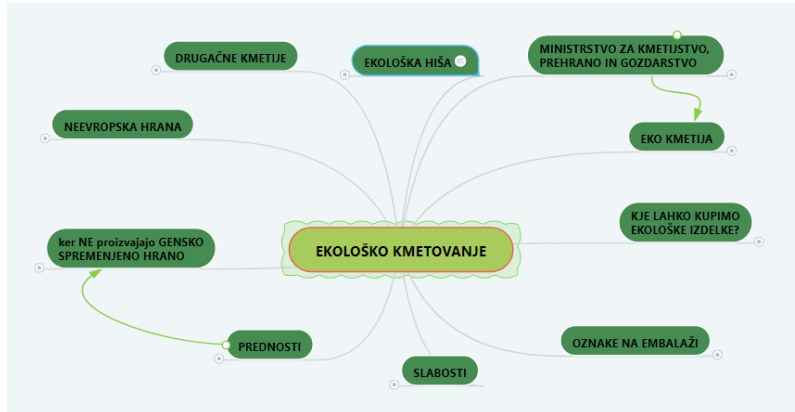 DRUGAČNE KMETIJE
EKOLOŠKA HIŠA
MINISTRSTVO ZA KMETIJSTVO,
PREHRANO IN GOZDARSTVO
NEEVROPSKA HRANA
EKO KMETIJA
KJE LAHKO KUPIMO
EKOLOŠKE IZDELKE?
ker NE proizvajajo GENSKO
SPREMENJENO HRANO
EKOLOŠKO KMETOVANJE
PREDNOSTI
OZNAKE NA EMBALAŽI
SLABOSTI